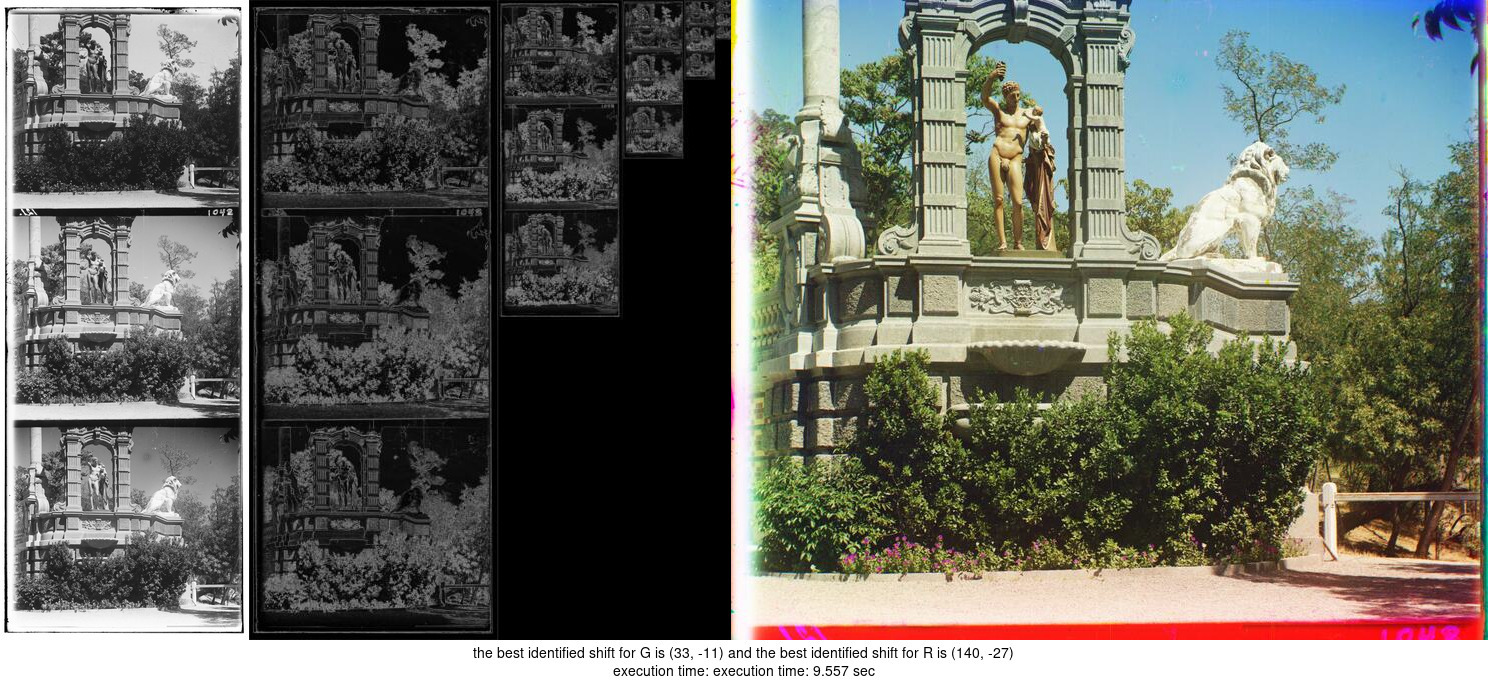 1042
1042
the best identified shift for G is (33, -11) and the best identified shift for R is (140, -27)
execution time: execution time: 9.557 sec